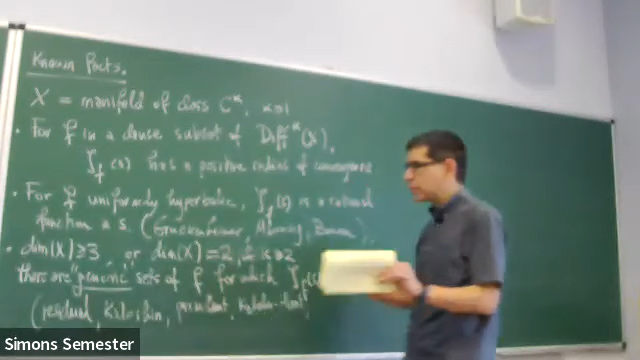 Known Facts.
X = manifold of class C^α, α≥1
• For f in a dense subset of Diff^α(X),
ζ_f(s) has a positive radius of convergence
• For f uniformly hyperbolic, ζ_f(s) is a rational
function in s. (Guckenheimer, Manning, Bowen).
• dim(X) ≥ 3, or dim(X) = 2,
there are "generic" sets of f for which ζ_f(s)
(residual, prevalent,
Simons Semester